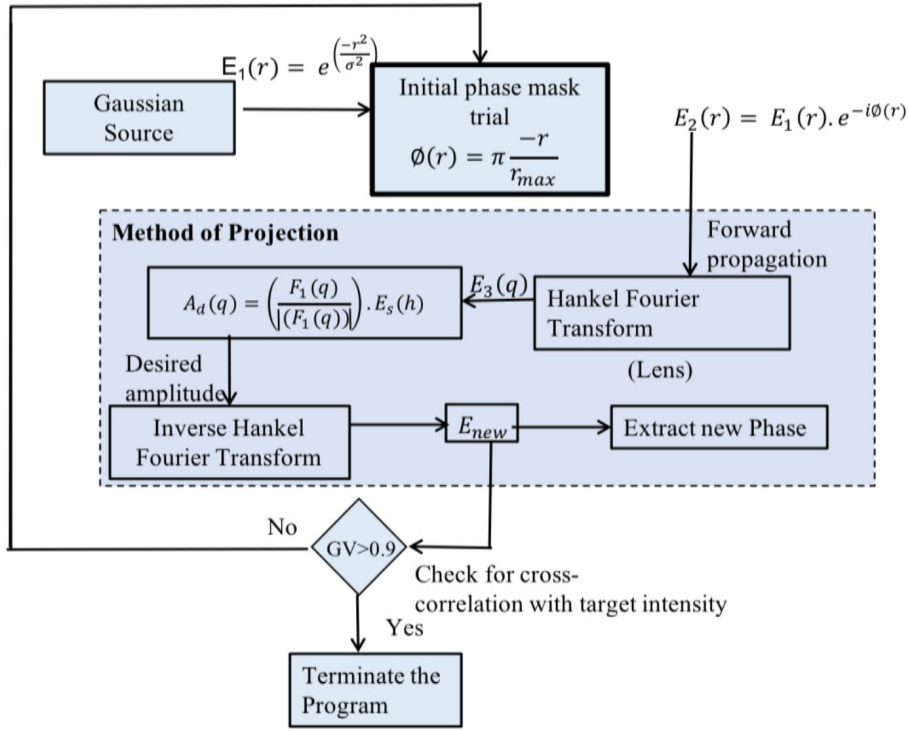 E₁(r) = e^(−r²/σ²)
Gaussian
Source
Initial phase mask
trial
Ø(r) = π −r/r_max
E₂(r) = E₁(r). e^−iØ(r)
Method of Projection
Forward
propagation
A_d(q) = (F₁(q)/|(F₁(q))|). E_s(h)
E₃(q)
Hankel Fourier
Transform
(Lens)
Desired
amplitude
Inverse Hankel
Fourier Transform
E_new
Extract new Phase
No
GV>0.9
Check for cross-
correlation with target intensity
Yes
Terminate the
Program